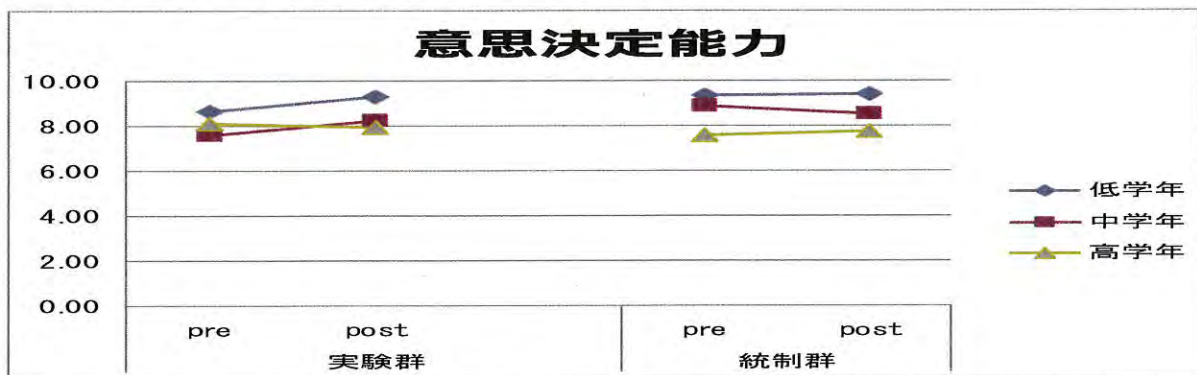 意思決定能力
10.00
8.00
6.00
4.00
2.00
0.00
pre
post
pre
post
実験群
統制群
低学年
中学年
高学年